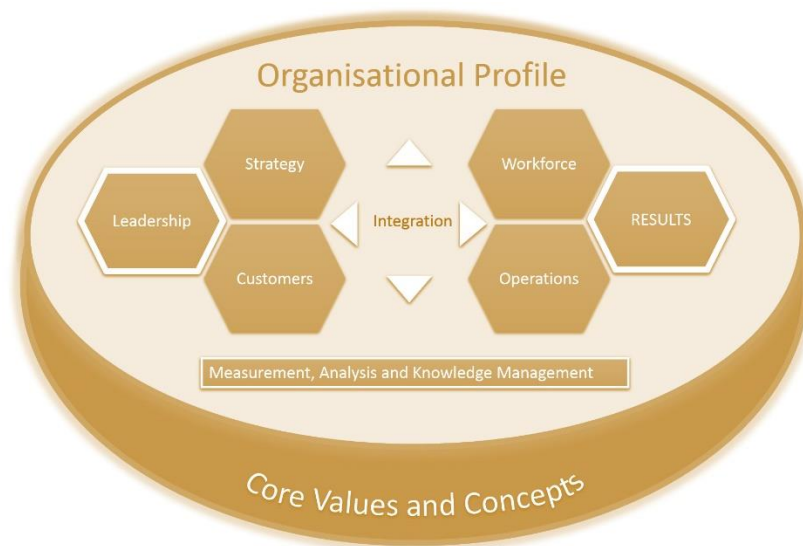 Organisational Profile
Strategy
Workforce
Leadership
Integration
RESULTS
Customers
Operations
Measurement, Analysis and Knowledge Management
Core Values and Concepts